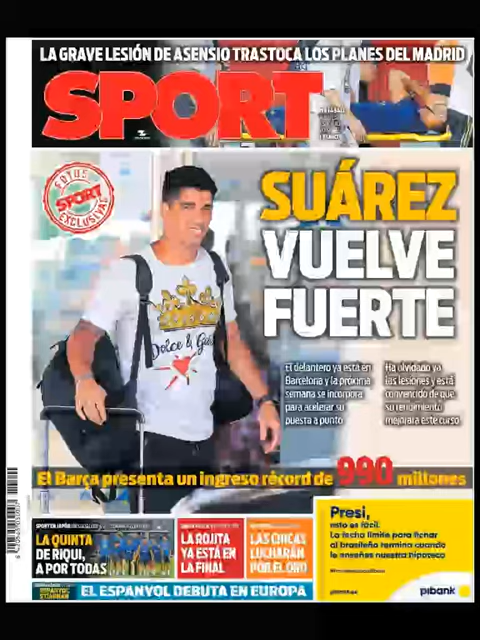 LA GRAVE LESIÓN DE ASENSIO TRASTOCA LOS PLANES DEL MADRID
SPORT
FOTOS
SPORT
EXCLUSIVAS
SUÁREZ
VUELVE
FUERTE
El delantero ya está en
Barcelona y la próxima
semana se incorpora
para acelerar su
puesta a punto
Ha olvidado ya
las lesiones y está
convencido de que
su rendimiento
mejorará este curso
Dolce &
El Barça presenta un ingreso récord de 990 millones
LA QUINTA
DE RIQUI,
A POR TODAS
LA ROJITA
YA ESTÁ EN
LA FINAL
LAS CHICAS
LUCHARÁN
POR EL ORO
Presi,
esto es fácil.
La fecha límite para fichar
al brasileño termina cuando
le enseñes nuestra hipoteca
pibank
EL ESPANYOL DEBUTA EN EUROPA